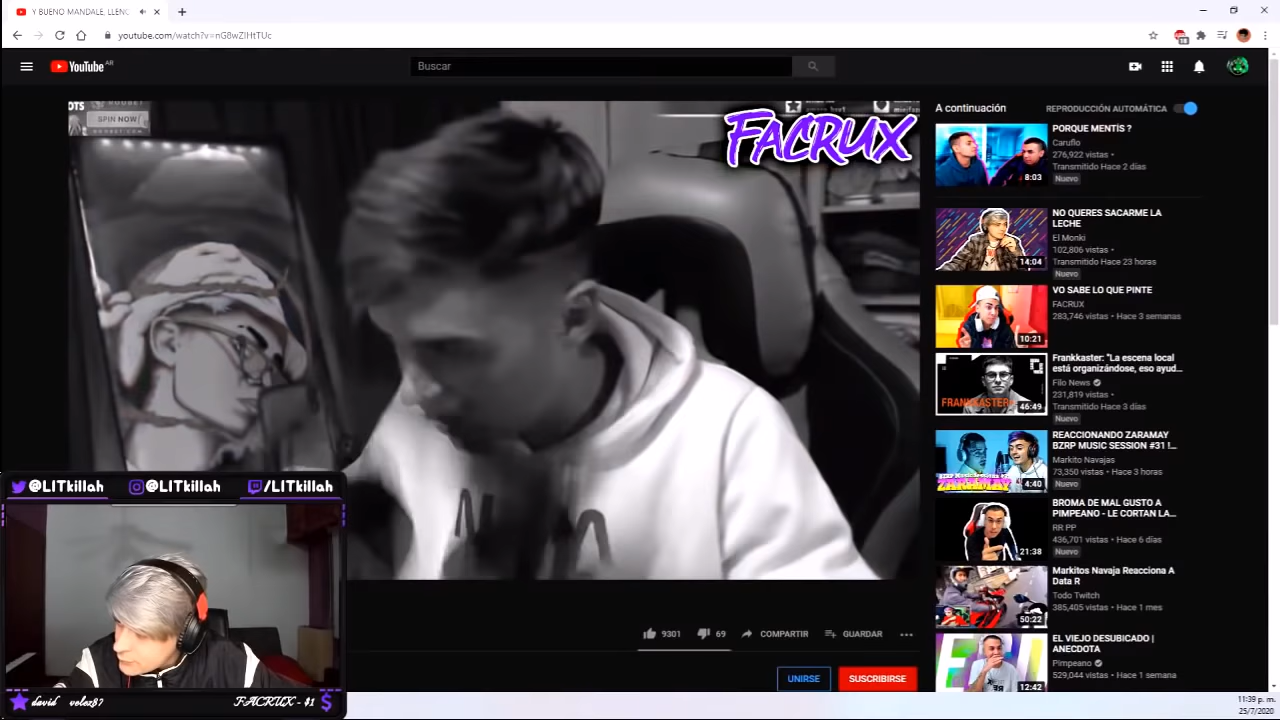 Y BUENO MANDALE, LLENO
youtube.com/watch?v=nG8wZIHtTUc
18
YouTube AR
Buscar
OTS
ROOBET
SPIN NOW
FACRUX
A continuación
REPRODUCCIÓN AUTOMÁTICA
PORQUE MENTÍS ?
Caruflo
276,922 vistas •
Transmitido Hace 2 días
Nuevo
8:03
NO QUERES SACARME LA
LECHE
El Monki
102,806 vistas •
Transmitido Hace 23 horas
Nuevo
14:04
VO SABE LO QUE PINTE
FACRUX
283,746 vistas • Hace 3 semanas
10:21
Frankkaster: "La escena local
está organizándose, eso ayud...
Filo News
231,819 vistas •
Transmitido Hace 3 días
Nuevo
FRANKKASTER
46:49
REACCIONANDO ZARAMAY
BZRP MUSIC SESSION #31 !...
Markito Navajas
73,350 vistas • Hace 3 horas
Nuevo
ZARAMAY
4:40
BROMA DE MAL GUSTO A
PIMPEANO - LE CORTAN LA...
RR PP
436,701 vistas • Hace 6 días
Nuevo
21:38
Markitos Navaja Reacciona A
Data R
Todo Twitch
385,405 vistas • Hace 1 mes
50:22
EL VIEJO DESUBICADO |
ANECDOTA
Pimpeano
529,044 vistas • Hace 1 semana
12:42
@LITkillah
@LITkillah
/LITkillah
9301
69
COMPARTIR
GUARDAR
UNIRSE
SUSCRIBIRSE
david velez87
FACRUX - $1
11:39 p. m.
25/7/2020